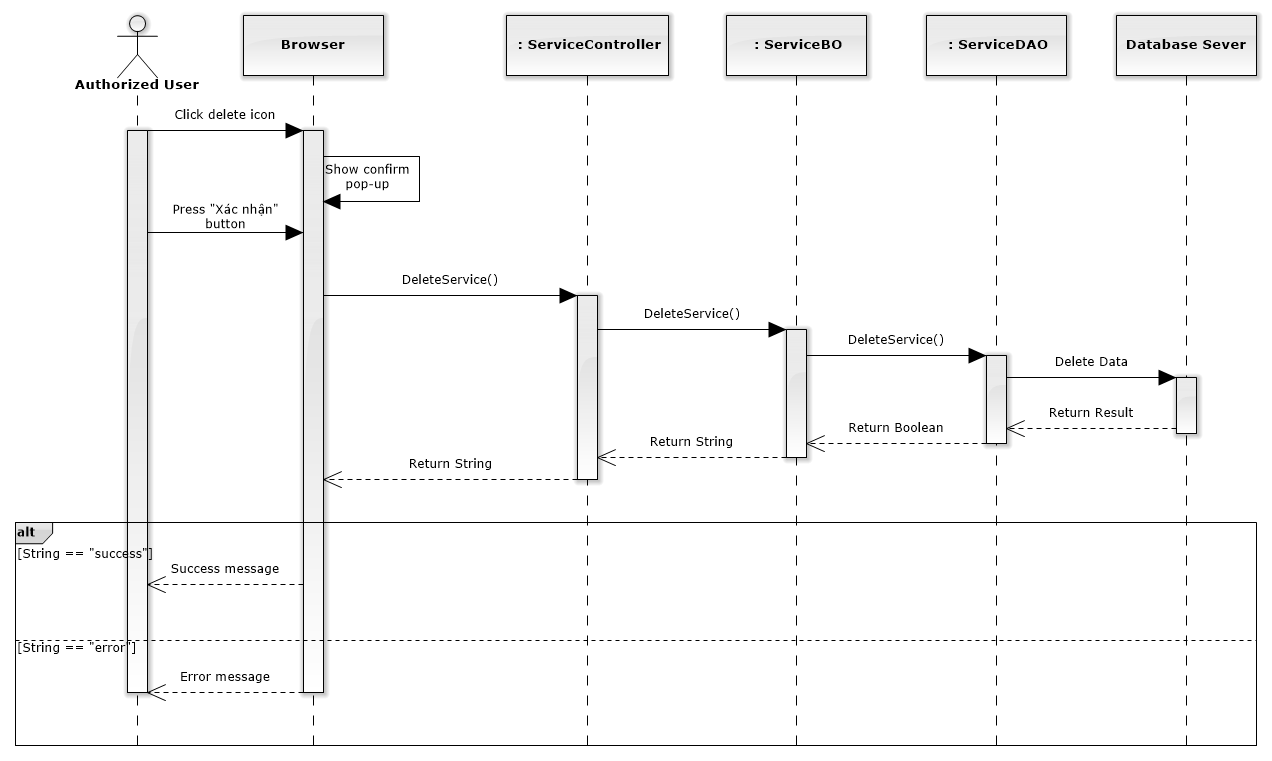 Authorized User
Browser
: ServiceController
: ServiceBO
: ServiceDAO
Database Sever
Click delete icon
Show confirm
pop-up
Press "Xác nhận"
button
DeleteService()
DeleteService()
DeleteService()
Delete Data
Return Result
Return Boolean
Return String
Return String
alt
[String == "success"]
Success message
[String == "error"]
Error message